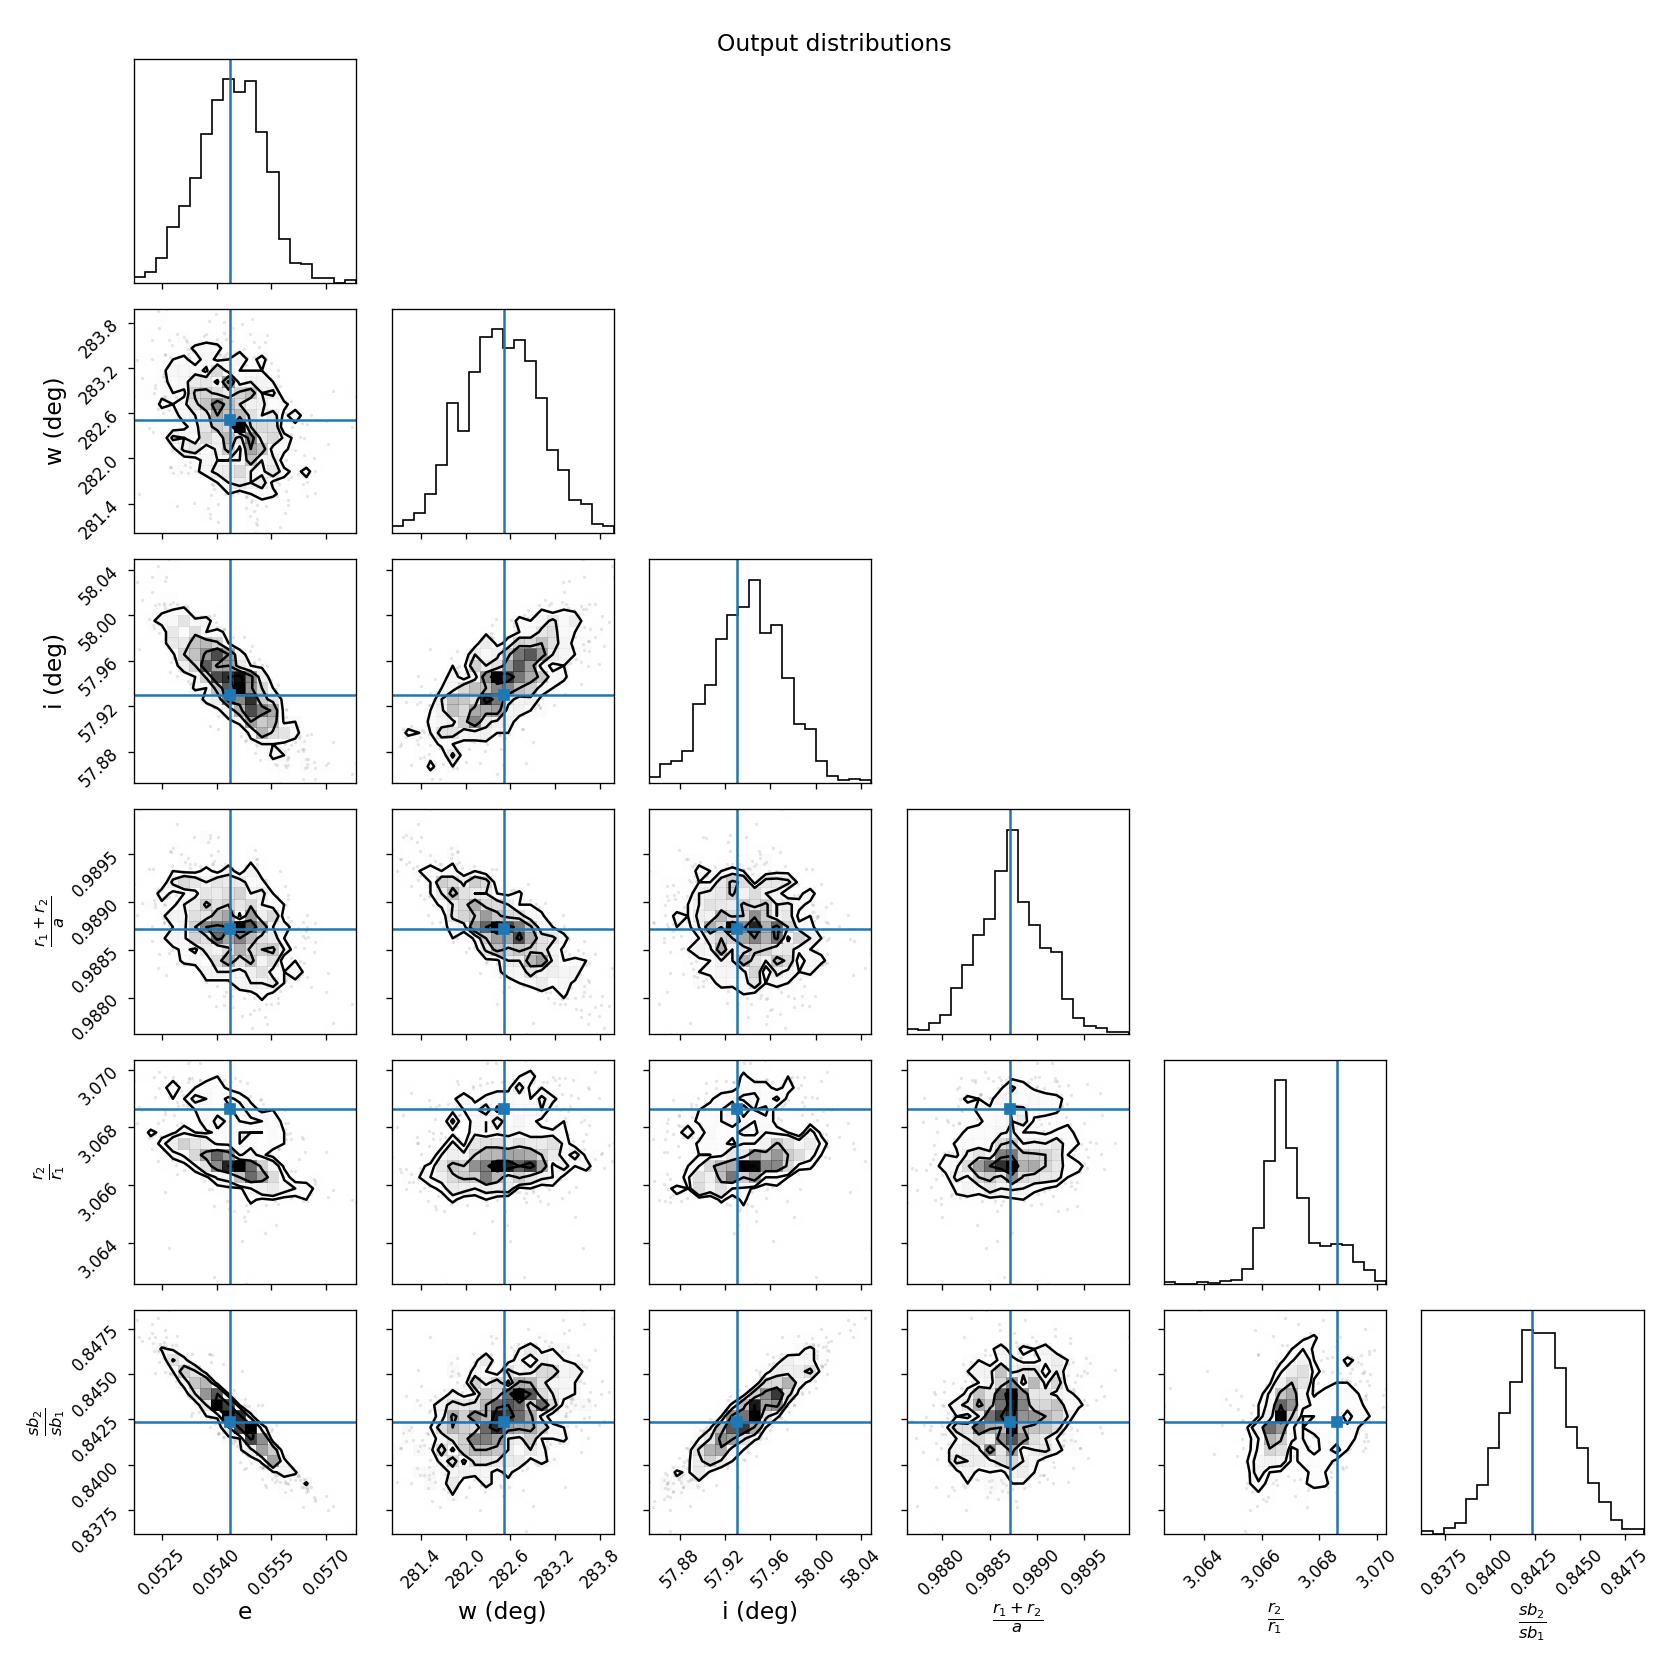 Output distributions
283.8
283.2
282.6
282.0
281.4
w (deg)
58.04
58.00
57.96
57.92
57.88
i (deg)
0.9895
0.9890
0.9885
0.9880
r₁ + r₂
a
3.070
3.068
3.066
3.064
r₂
r₁
0.8475
0.8450
0.8425
0.8400
0.8375
sb₂
sb₁
0.0525 0.0540 0.0555 0.0570 281.4 282.0 282.6 283.2 283.8 57.88 57.92 57.96 58.00 58.04 0.9880 0.9885 0.9890 0.9895 3.064 3.066 3.068 3.070 0.8375 0.8400 0.8425 0.8450 0.8475
e w (deg) i (deg)
r₁ + r₂ r₂ sb₂
a r₁ sb₁